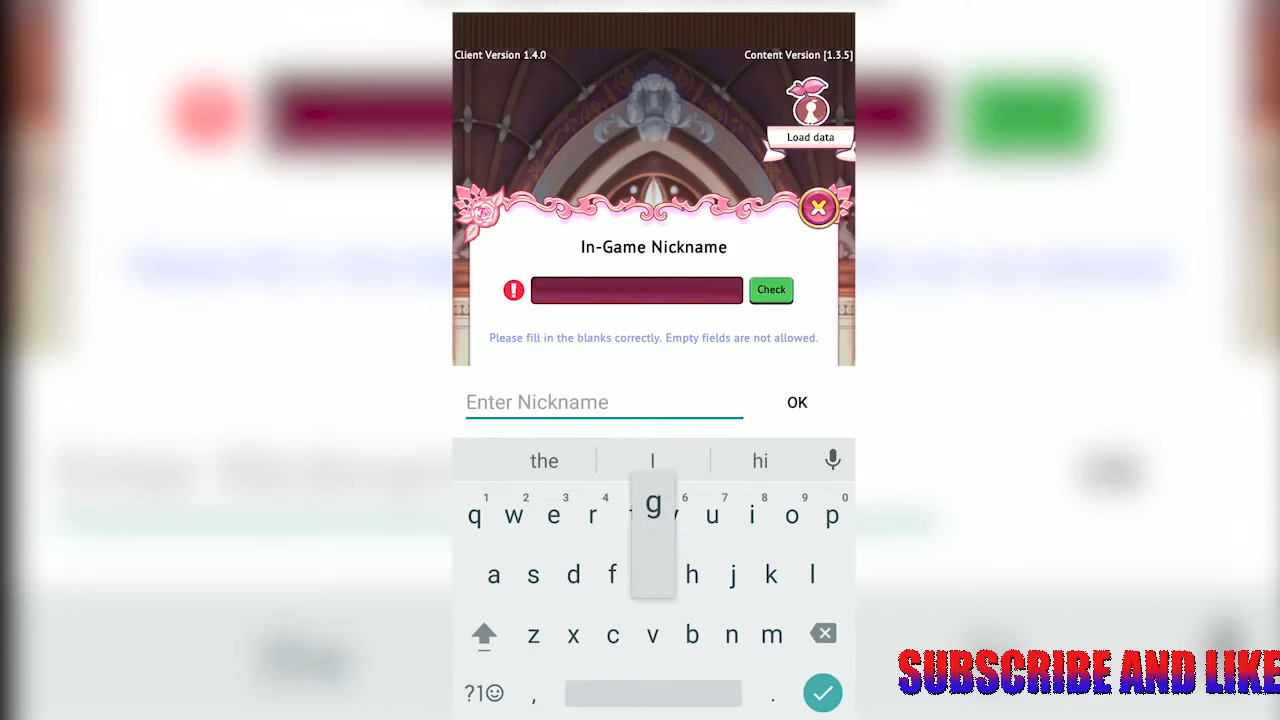 Client Version 1.4.0
Content Version [1.3.5]
Load data
In-Game Nickname
Check
Please fill in the blanks correctly. Empty fields are not allowed.
Enter Nickname
OK
the
I
hi
g
1 2 3 4 6 7 8 9 0
q w e r u i o p
a s d f h j k l
z x c v b n m
?1 , .
SUBSCRIBE AND LIKE